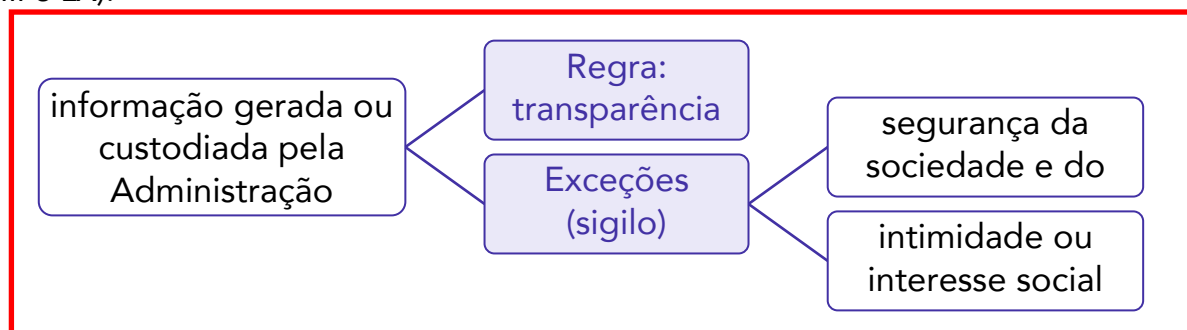 informação gerada ou
custodiada pela
Administração
Regra:
transparência
Exceções
(sigilo)
segurança da
sociedade e do
intimidade ou
interesse social